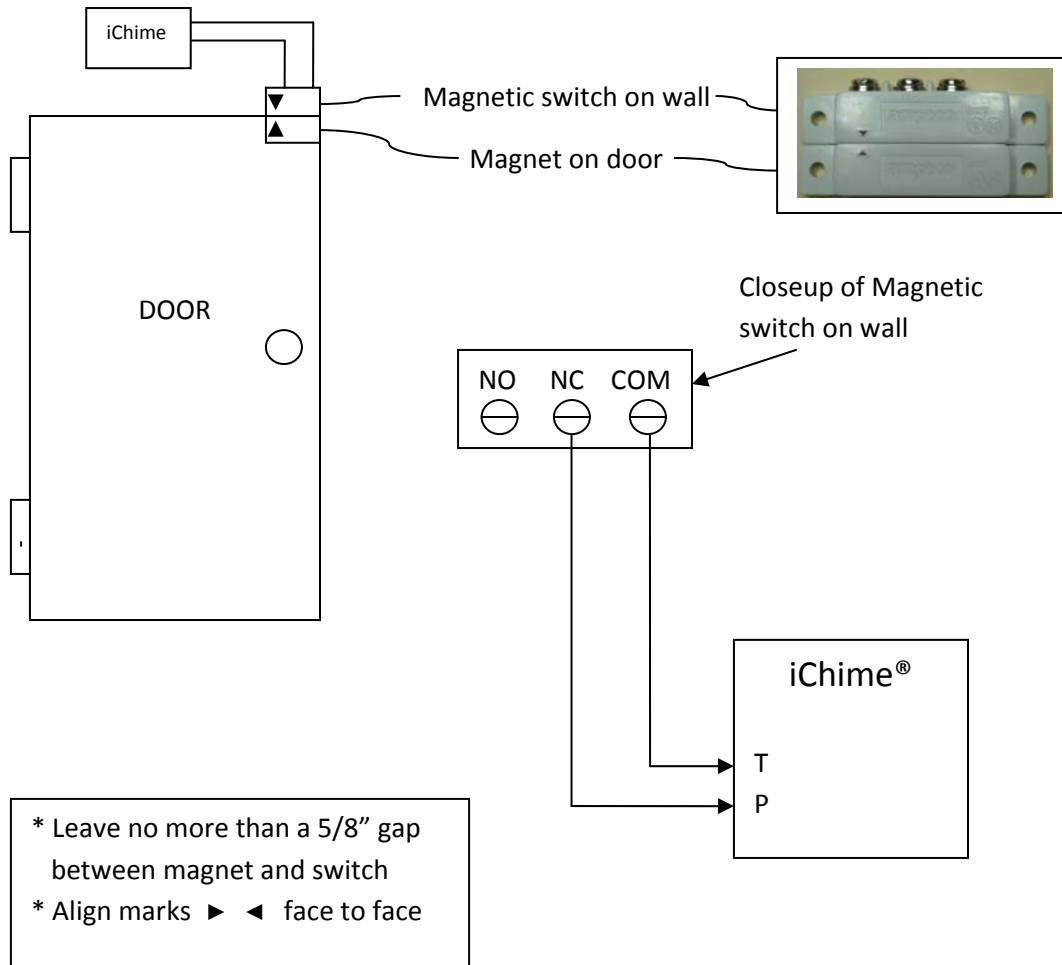 iChime
Magnetic switch on wall
Magnet on door
DOOR
Closeup of Magnetic
switch on wall
NO NC COM
iChime®
T
P
* Leave no more than a 5/8” gap
between magnet and switch
* Align marks ► ◄ face to face